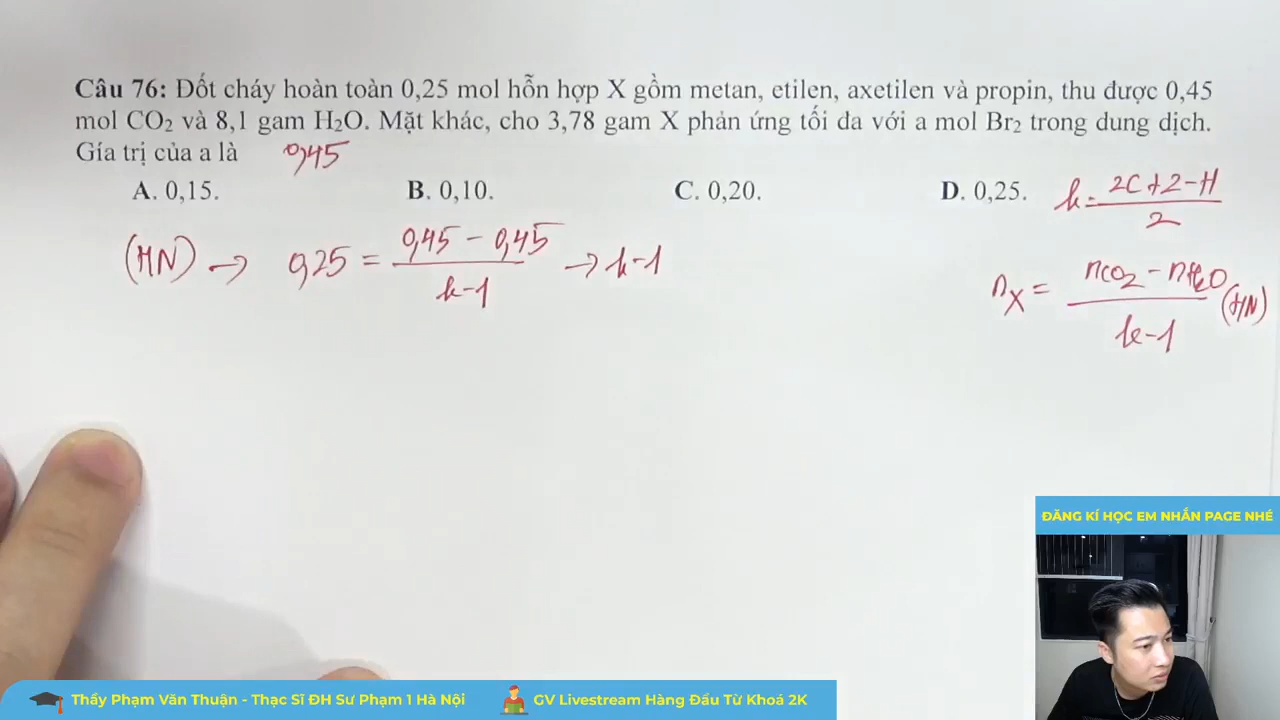 Câu 76: Đốt cháy hoàn toàn 0,25 mol hỗn hợp X gồm metan, etilen, axetilen và propin, thu được 0,45
mol CO₂ và 8,1 gam H₂O. Mặt khác, cho 3,78 gam X phản ứng tối đa với a mol Br₂ trong dung dịch.
Gía trị của a là
0,45
A. 0,15. B. 0,10. C. 0,20. D. 0,25.
k = (2C+2-H)/2
(HN) → 0,25 = (0,45 - 0,45)/(k-1) → k-1
nX = (nCO₂ - nH₂O)/(k-1) (HN)
ĐĂNG KÍ HỌC EM NHẮN PAGE NHÉ
Thầy Phạm Văn Thuận - Thạc Sĩ ĐH Sư Phạm 1 Hà Nội
GV Livestream Hàng Đầu Từ Khoá 2K